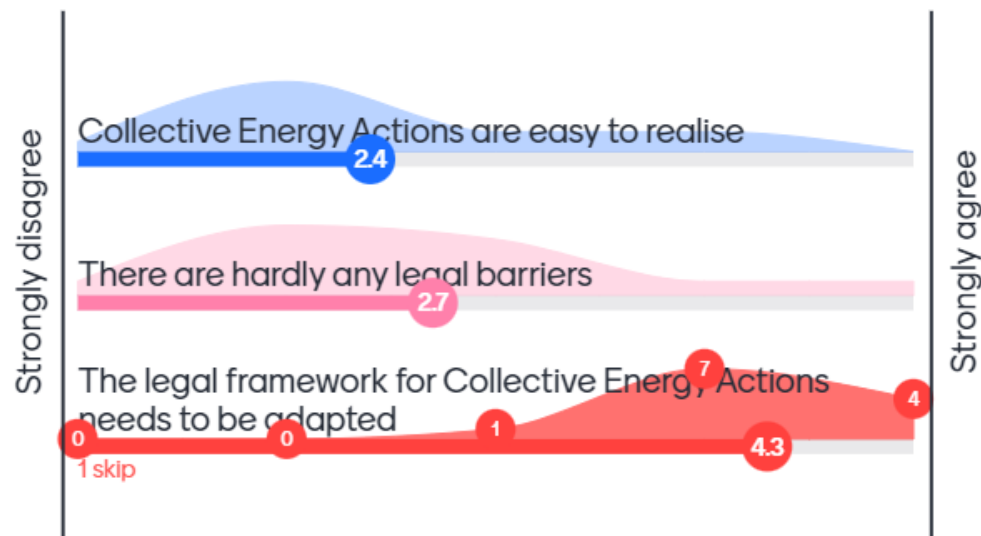 Strongly disagree
Collective Energy Actions are easy to realise
2.4
There are hardly any legal barriers
2.7
The legal framework for Collective Energy Actions
needs to be adapted
0
0
1
7
4
4.3
1 skip
Strongly agree